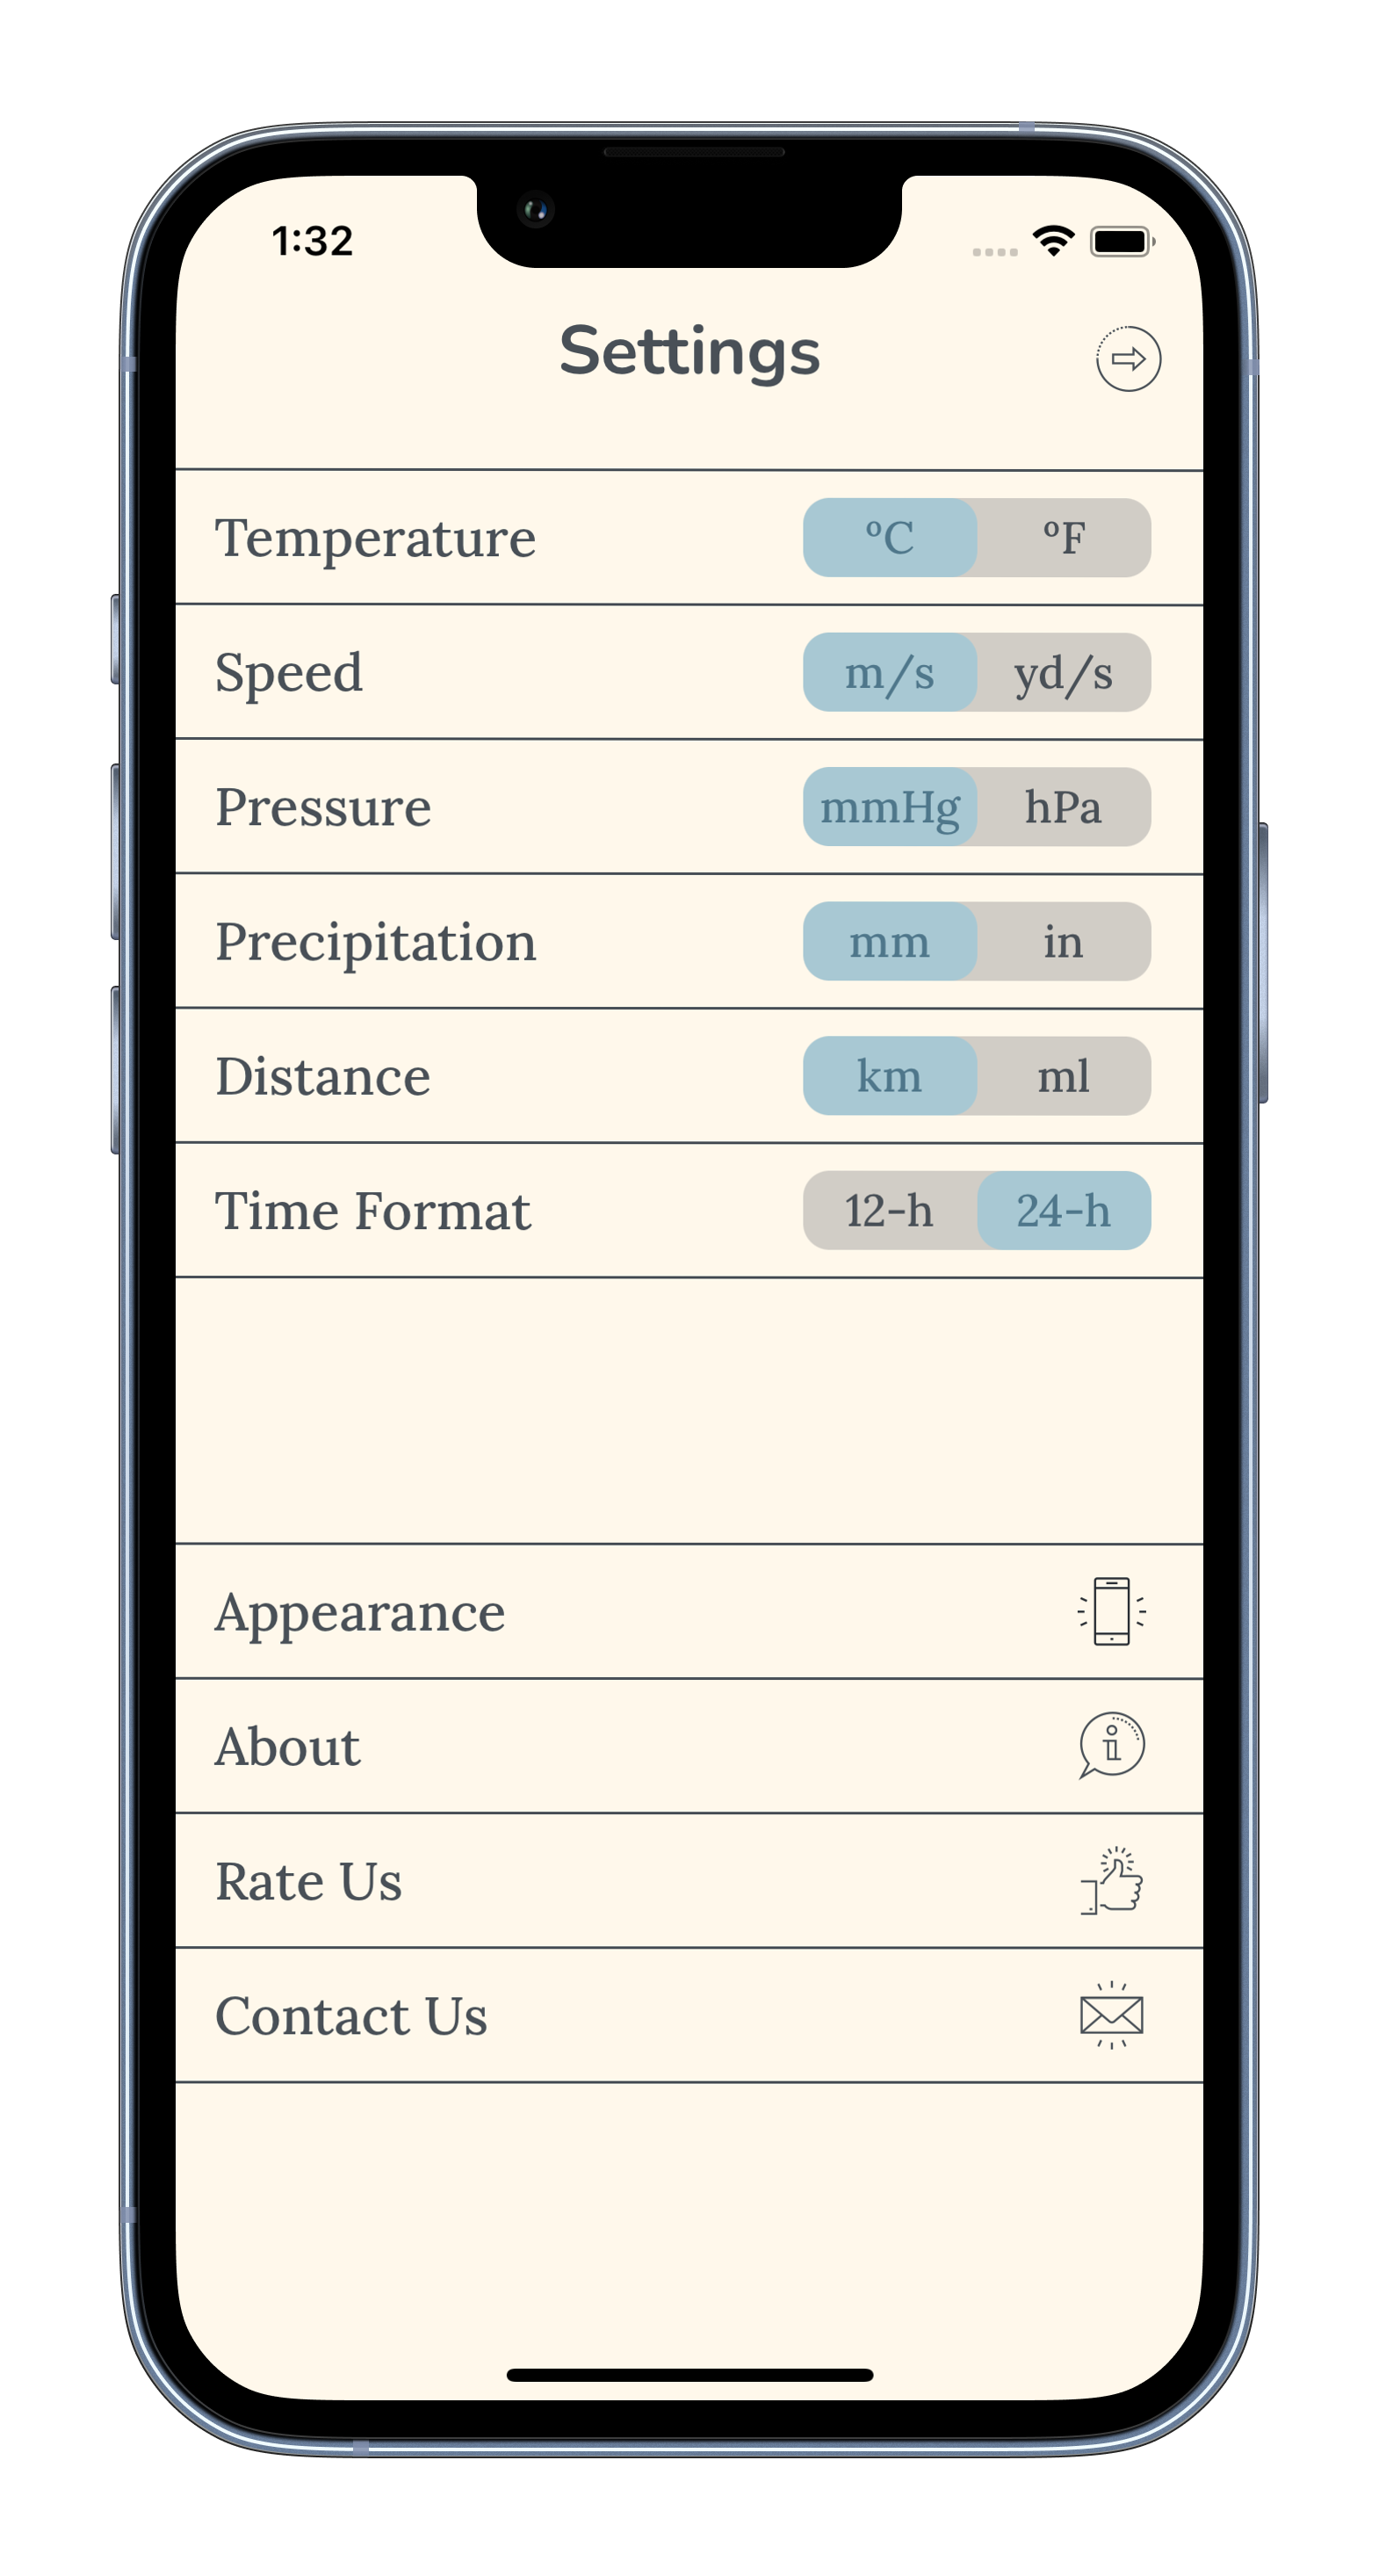 1:32
Settings
Temperature ºC ºF
Speed m/s yd/s
Pressure mmHg hPa
Precipitation mm in
Distance km ml
Time Format 12-h 24-h
Appearance
About
Rate Us
Contact Us